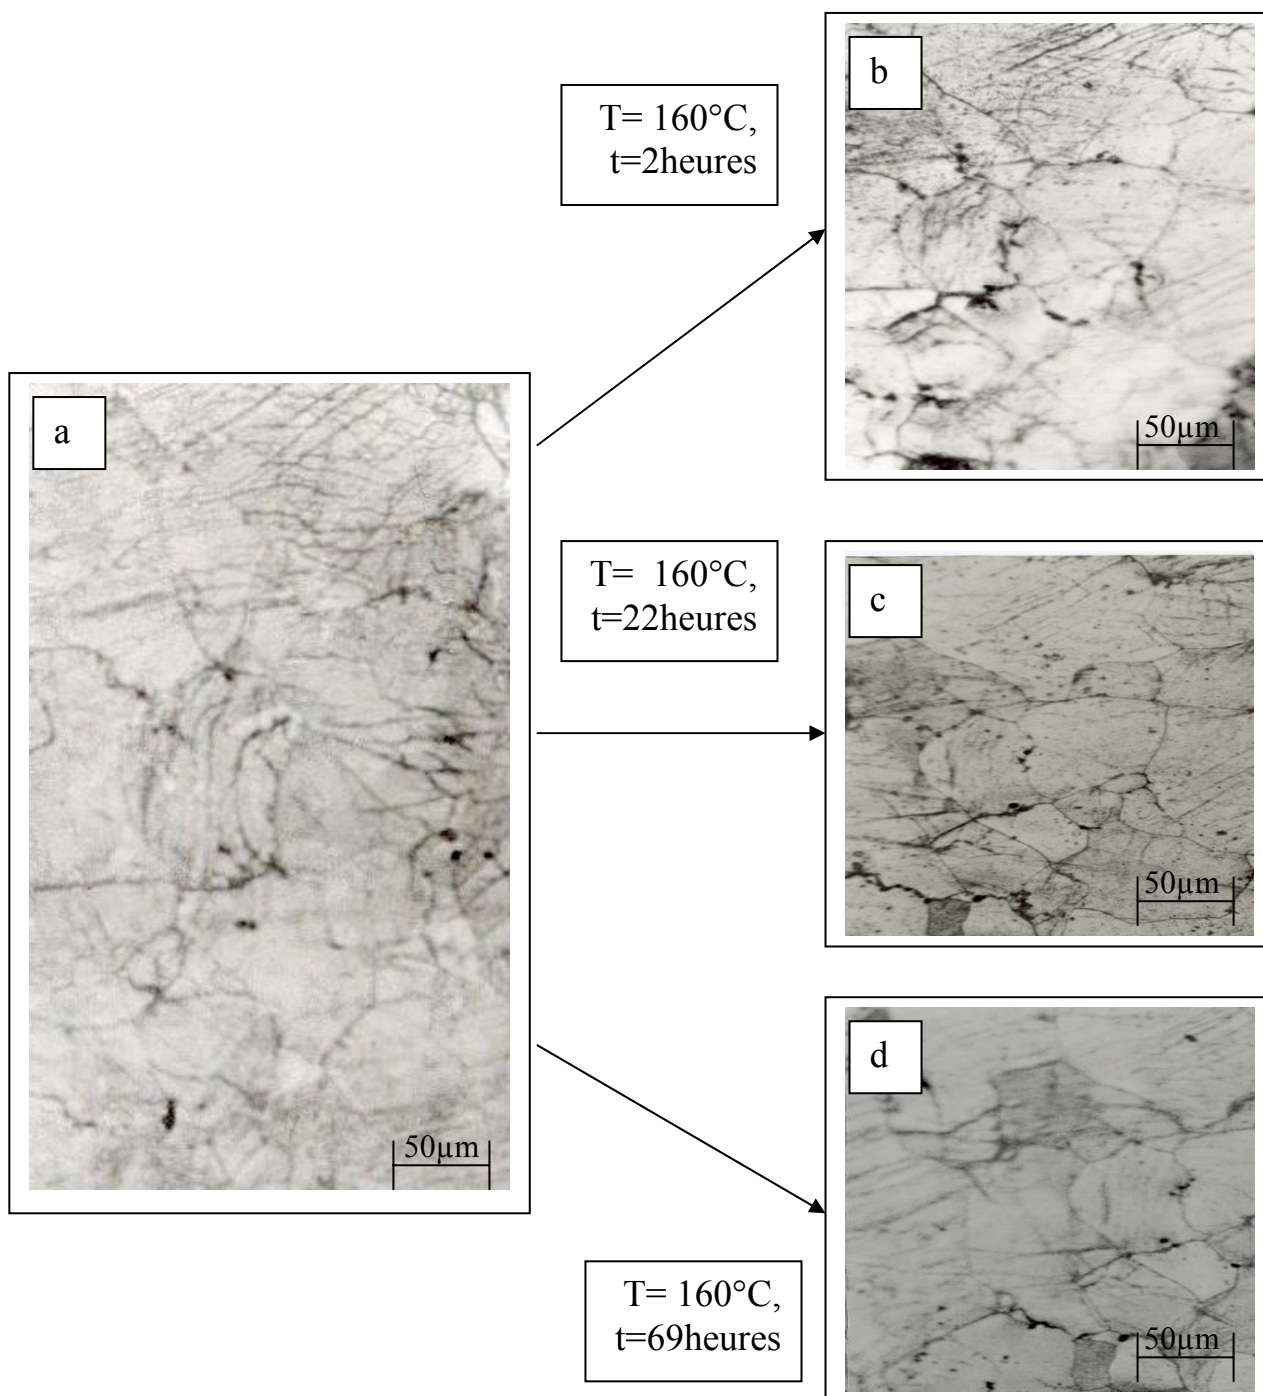 a
50µm
T= 160°C,
t=2heures
b
50µm
T= 160°C,
t=22heures
c
50µm
T= 160°C,
t=69heures
d
50µm